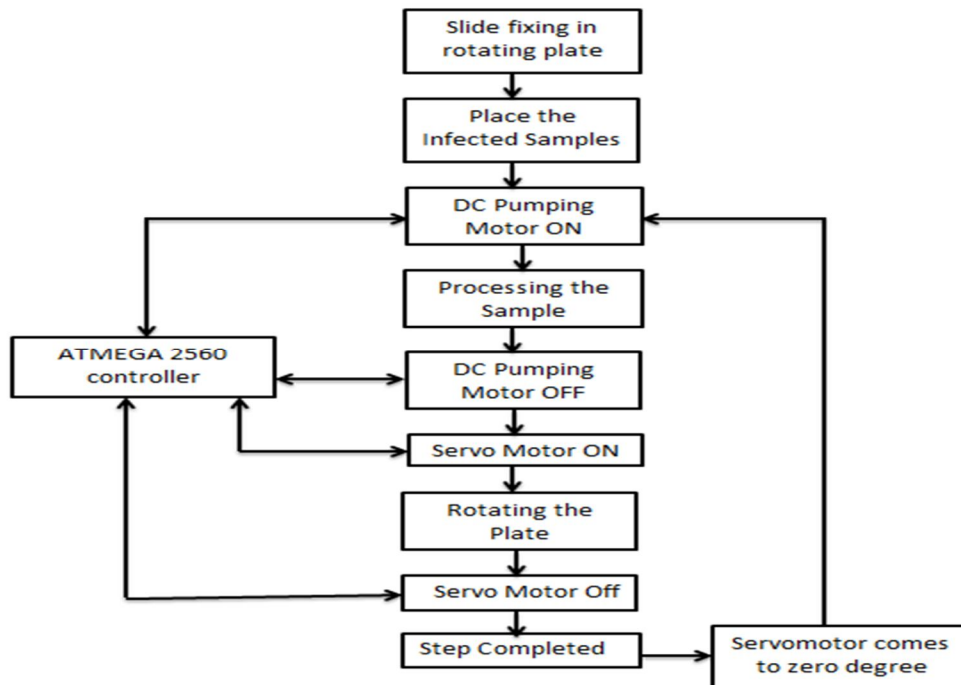 Slide fixing in
rotating plate
Place the
Infected Samples
DC Pumping
Motor ON
Processing the
Sample
ATMEGA 2560
controller
DC Pumping
Motor OFF
Servo Motor ON
Rotating the
Plate
Servo Motor Off
Step Completed
Servomotor comes
to zero degree